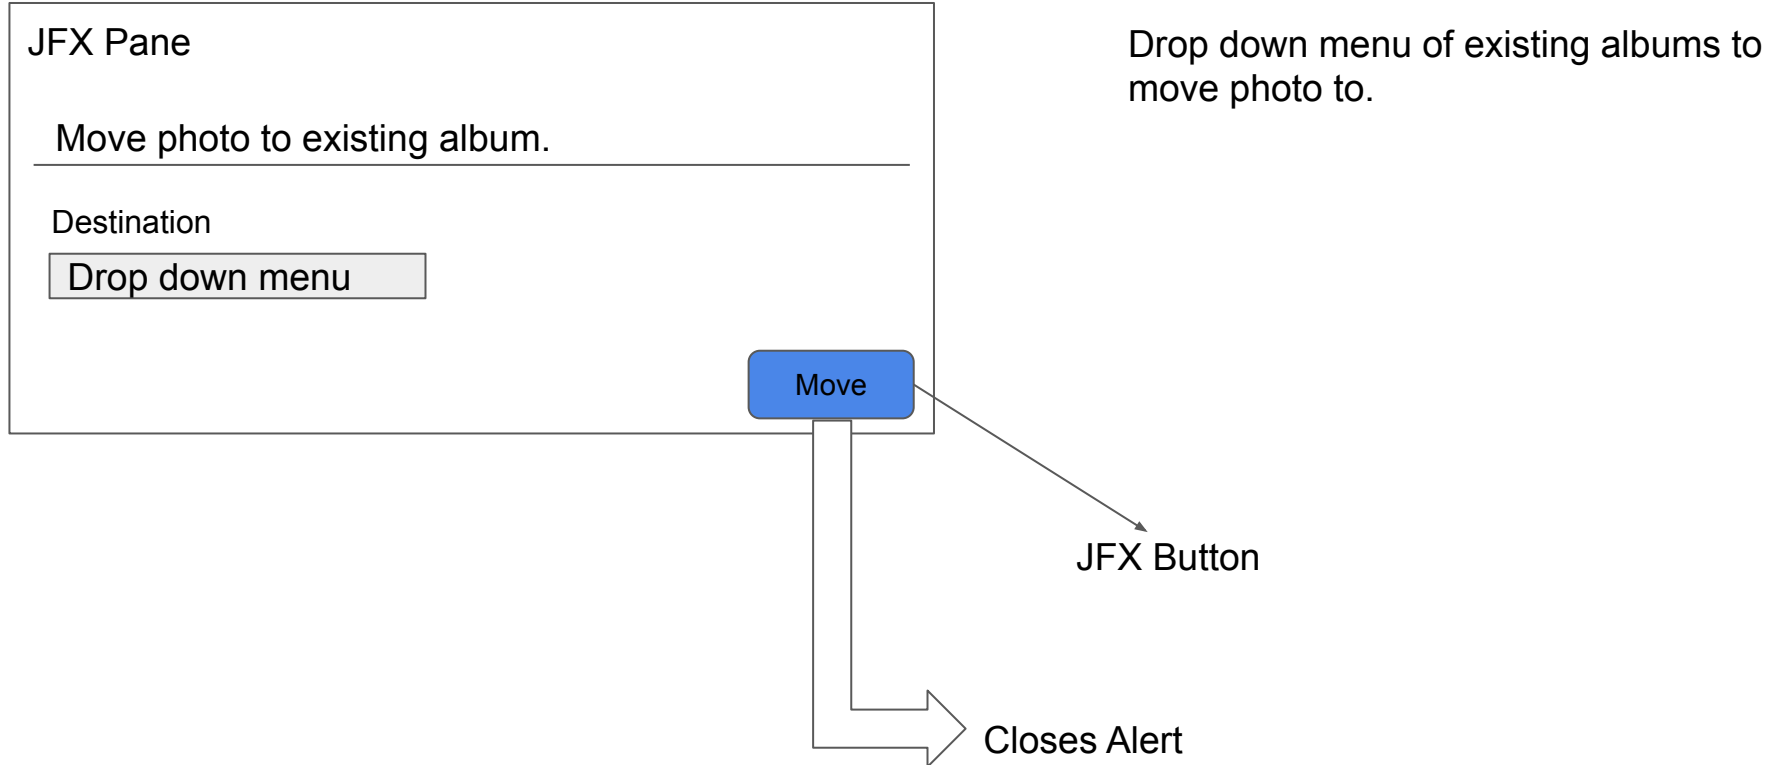 JFX Pane
Drop down menu of existing albums to
move photo to.
Move photo to existing album.
Destination
Drop down menu
Move
JFX Button
Closes Alert